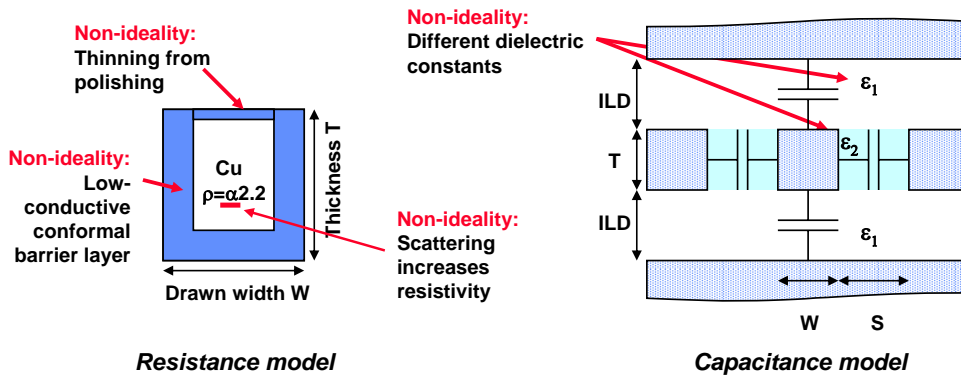 Non-ideality:
Thinning from
polishing
Non-ideality:
Low-
conductive
conformal
barrier layer
Cu
ρ=α2.2
Thickness T
Drawn width W
Non-ideality:
Scattering
increases
resistivity
Resistance model
Non-ideality:
Different dielectric
constants
ILD
T
ILD
ε1
ε2
ε1
W
S
Capacitance model